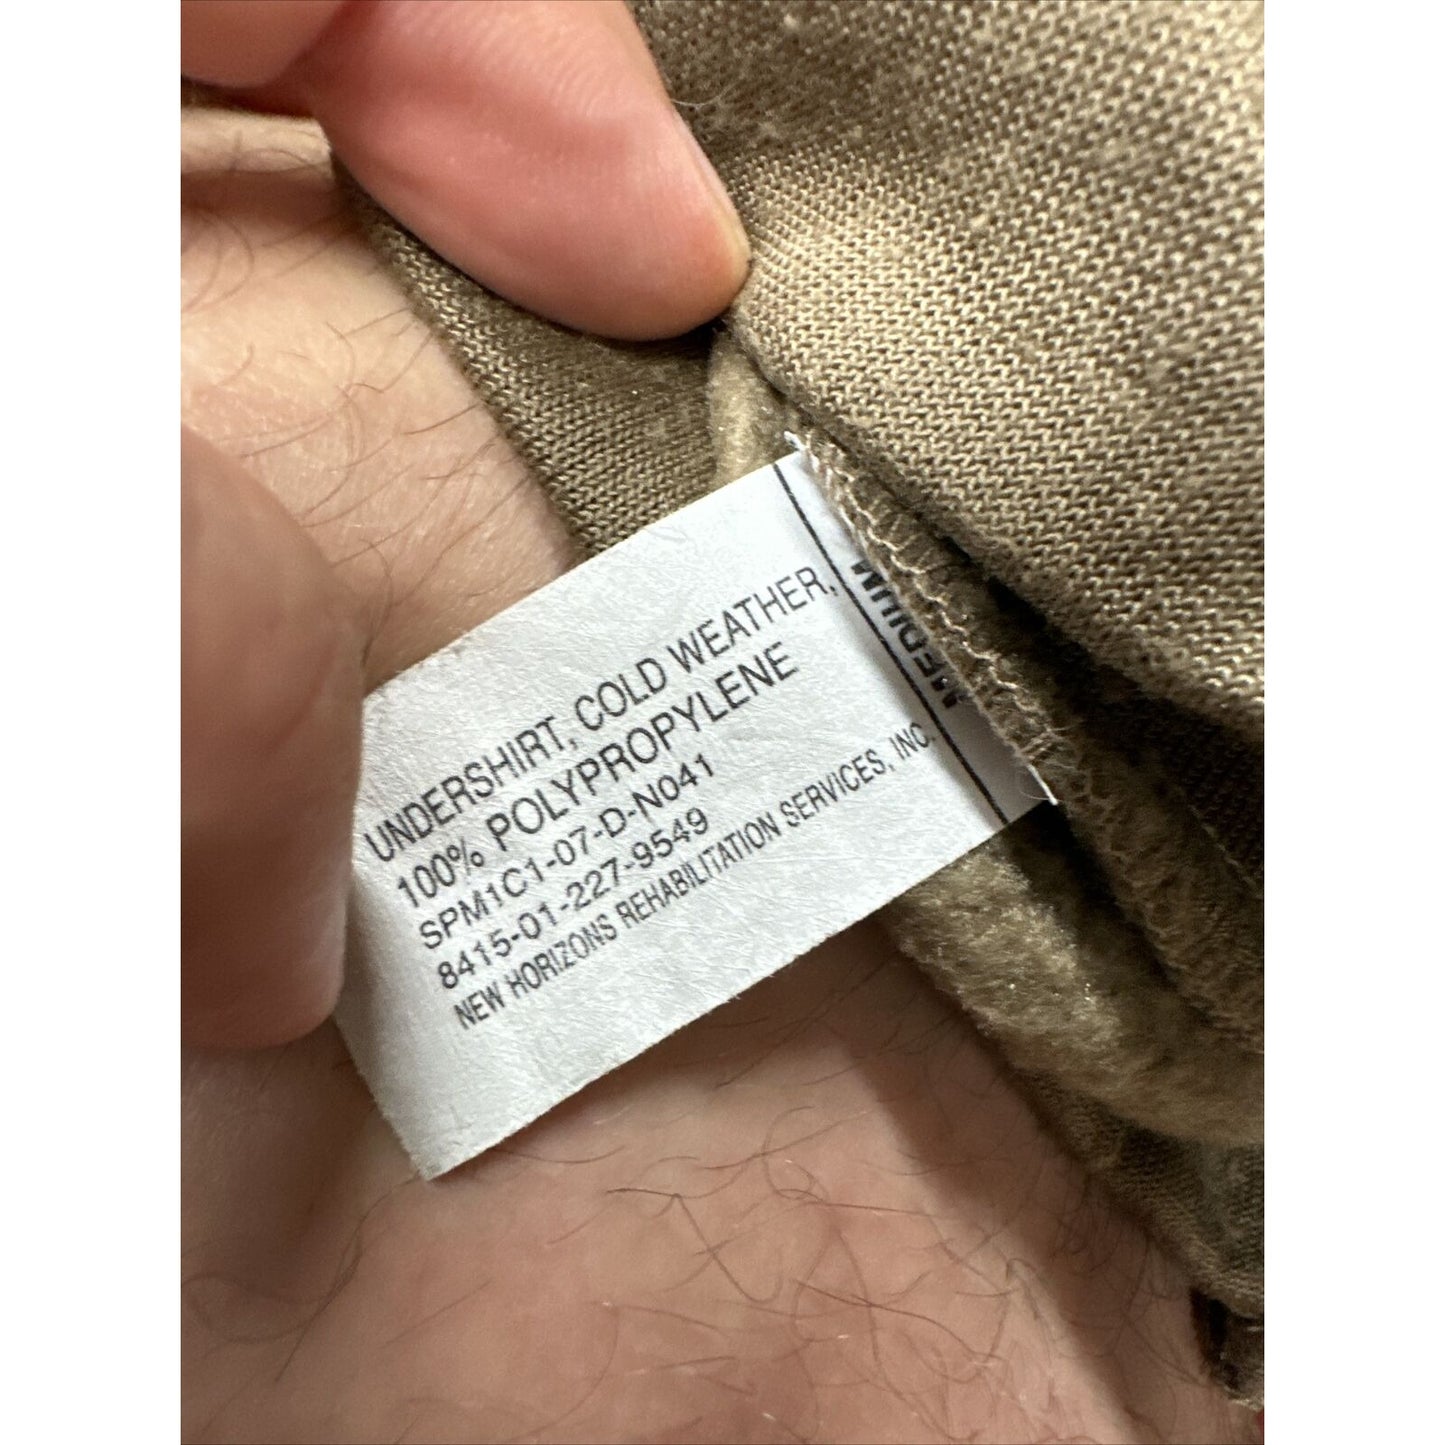 UNDERSHIRT, COLD WEATHER,
100% POLYPROPYLENE
SPM1C1-07-D-N041
8415-01-227-9549
NEW HORIZONS REHABILITATION SERVICES, INC.
MEDIUM